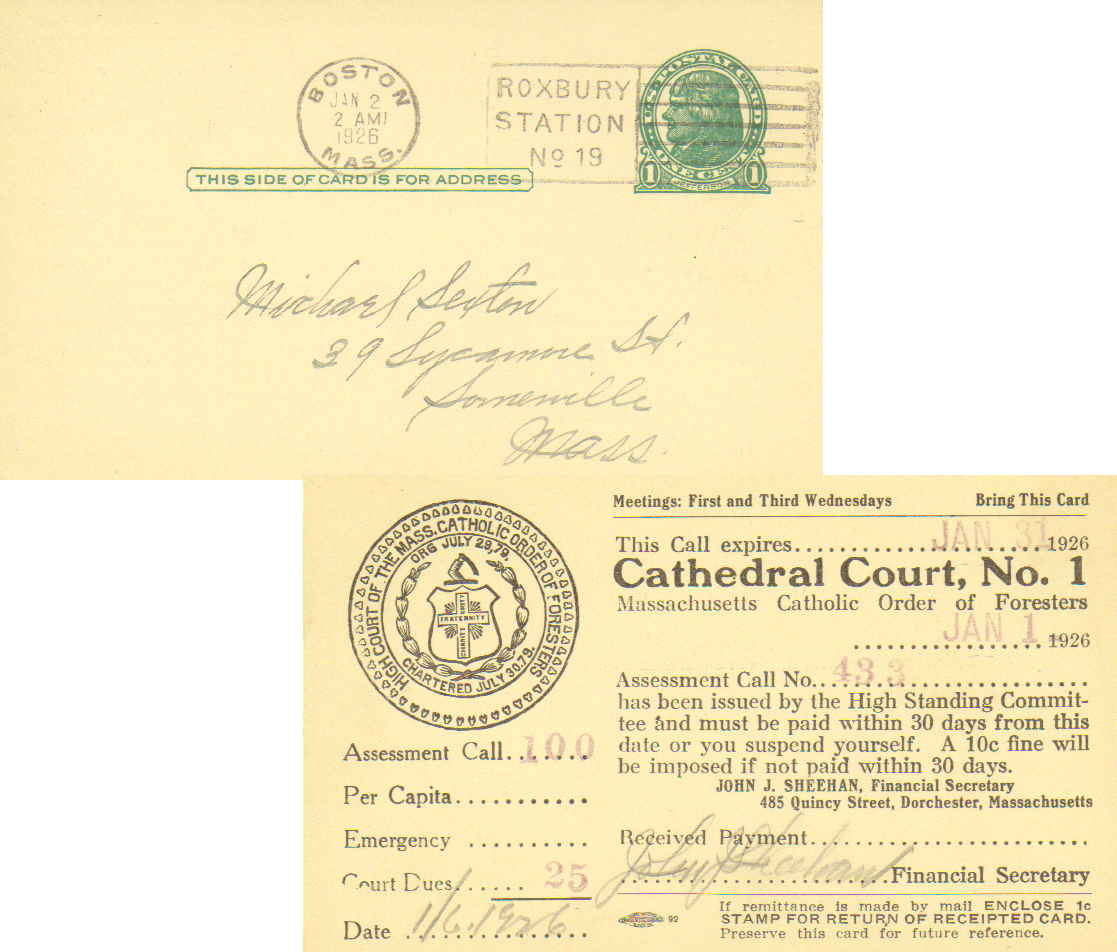 BOSTON
JAN 2
2 AM
1926
MASS.
ROXBURY
STATION
No 19
U.S. POSTAL CARD
1 ONE CENT 1
JEFFERSON
THIS SIDE OF CARD IS FOR ADDRESS
Michael Sexton
39 Sycamore St.
Somerville
Mass.
HIGH COURT OF THE MASS. CATHOLIC ORDER OF FORESTERS
ORG JULY 28,79.
UNITY
FRATERNITY
CHARITY
CHARTERED JULY 30.79.
Assessment Call........100
Per Capita...........
Emergency ..........
Court Dues...... 25
Date 1/6/1926
Meetings: First and Third Wednesdays Bring This Card
This Call expires JAN 31 1926
Cathedral Court, No. 1
Massachusetts Catholic Order of Foresters
JAN 1 1926
Assessment Call No. 433
has been issued by the High Standing Commit-
tee and must be paid within 30 days from this
date or you suspend yourself. A 10c fine will
be imposed if not paid within 30 days.
JOHN J. SHEEHAN, Financial Secretary
485 Quincy Street, Dorchester, Massachusetts
Received Payment
John J Sheehan Financial Secretary
92
If remittance is made by mail ENCLOSE 1c
STAMP FOR RETURN OF RECEIPTED CARD.
Preserve this card for future reference.